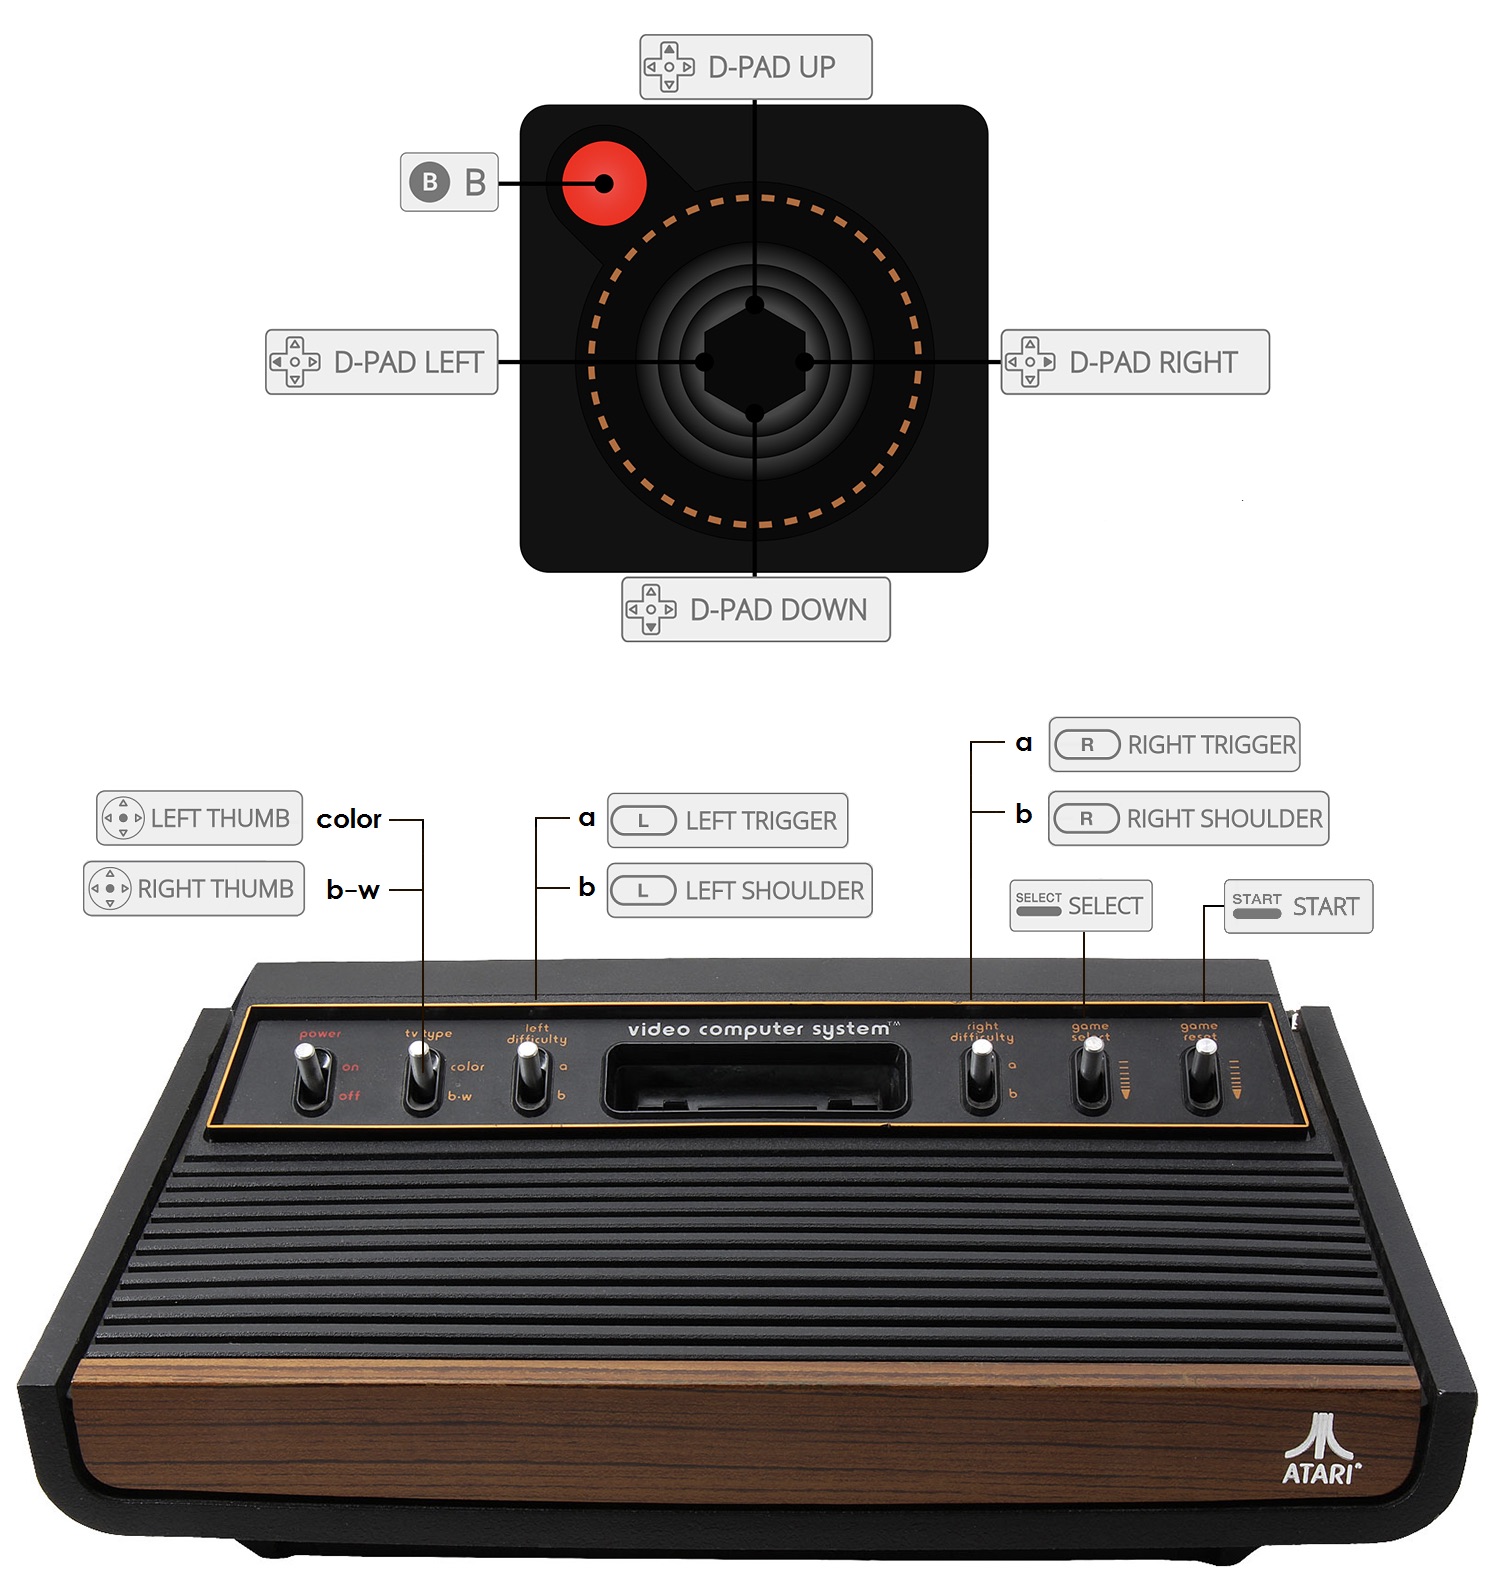 D-PAD UP
B B
D-PAD LEFT
D-PAD RIGHT
D-PAD DOWN
a R RIGHT TRIGGER
b R RIGHT SHOULDER
LEFT THUMB color
a L LEFT TRIGGER
RIGHT THUMB b-w
b L LEFT SHOULDER
SELECT SELECT
START START
power
on
off
tv type
color
b·w
left
difficulty
a
b
video computer system™
right
difficulty
a
b
game
select
game
reset
ATARI®